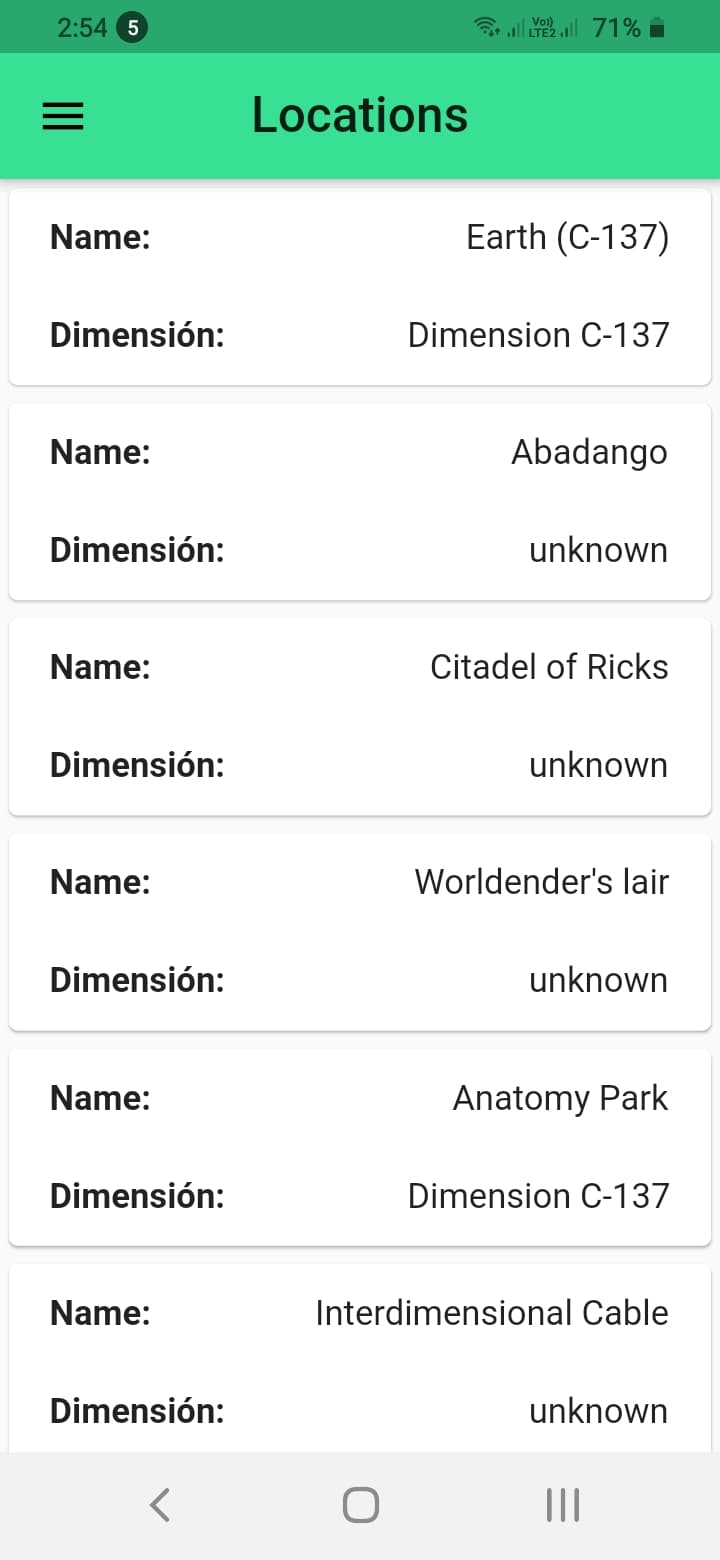 2:54 5 Vo)) LTE2 71%
Locations
Name: Earth (C-137)
Dimensión: Dimension C-137
Name: Abadango
Dimensión: unknown
Name: Citadel of Ricks
Dimensión: unknown
Name: Worldender's lair
Dimensión: unknown
Name: Anatomy Park
Dimensión: Dimension C-137
Name: Interdimensional Cable
Dimensión: unknown